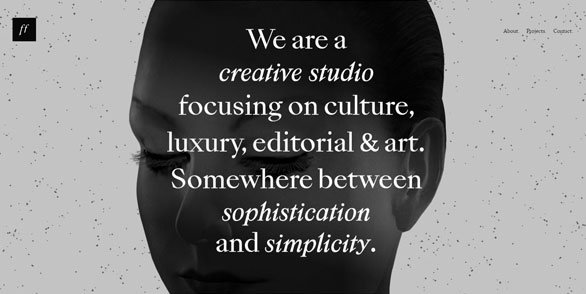 ff
About Projects Contact
We are a
creative studio
focusing on culture,
luxury, editorial & art.
Somewhere between
sophistication
and simplicity.